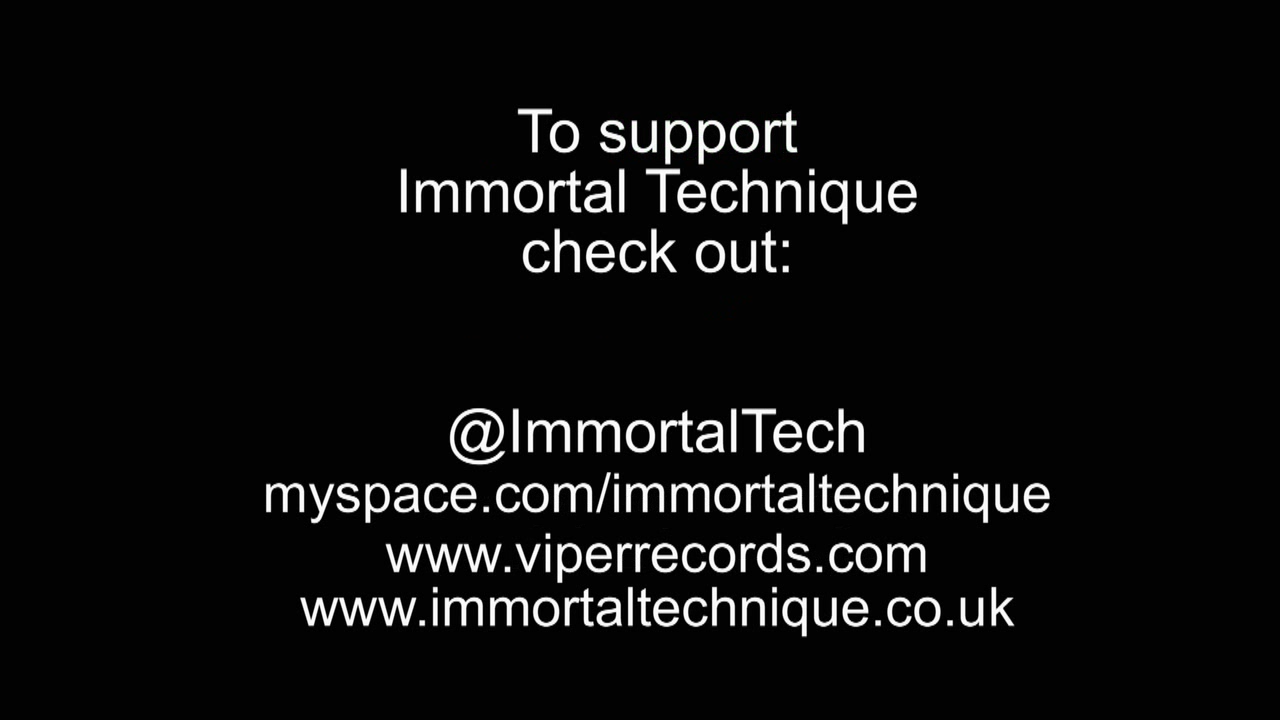 To support
Immortal Technique
check out:
@ImmortalTech
myspace.com/immortaltechnique
www.viperrecords.com
www.immortaltechnique.co.uk